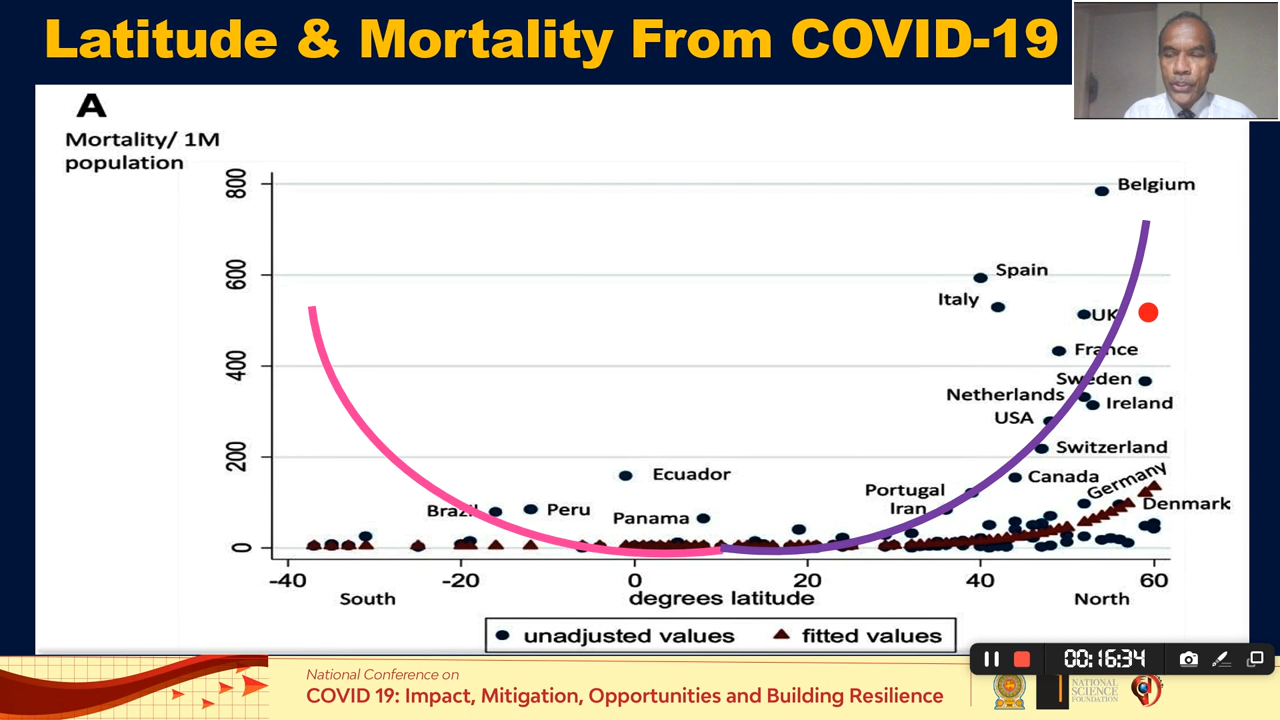 Latitude & Mortality From COVID-19
A
Mortality/ 1M
population
800
600
400
200
0
Belgium
Spain
Italy
UK
France
Sweden
Netherlands
Ireland
USA
Switzerland
Ecuador
Canada
Germany
Portugal
Denmark
Brazil
Peru
Iran
Panama
-40
-20
0
20
40
60
South
degrees latitude
North
unadjusted values
fitted values
00:16:34
National Conference on
COVID 19: Impact, Mitigation, Opportunities and Building Resilience
NATIONAL
SCIENCE
FOUNDATION